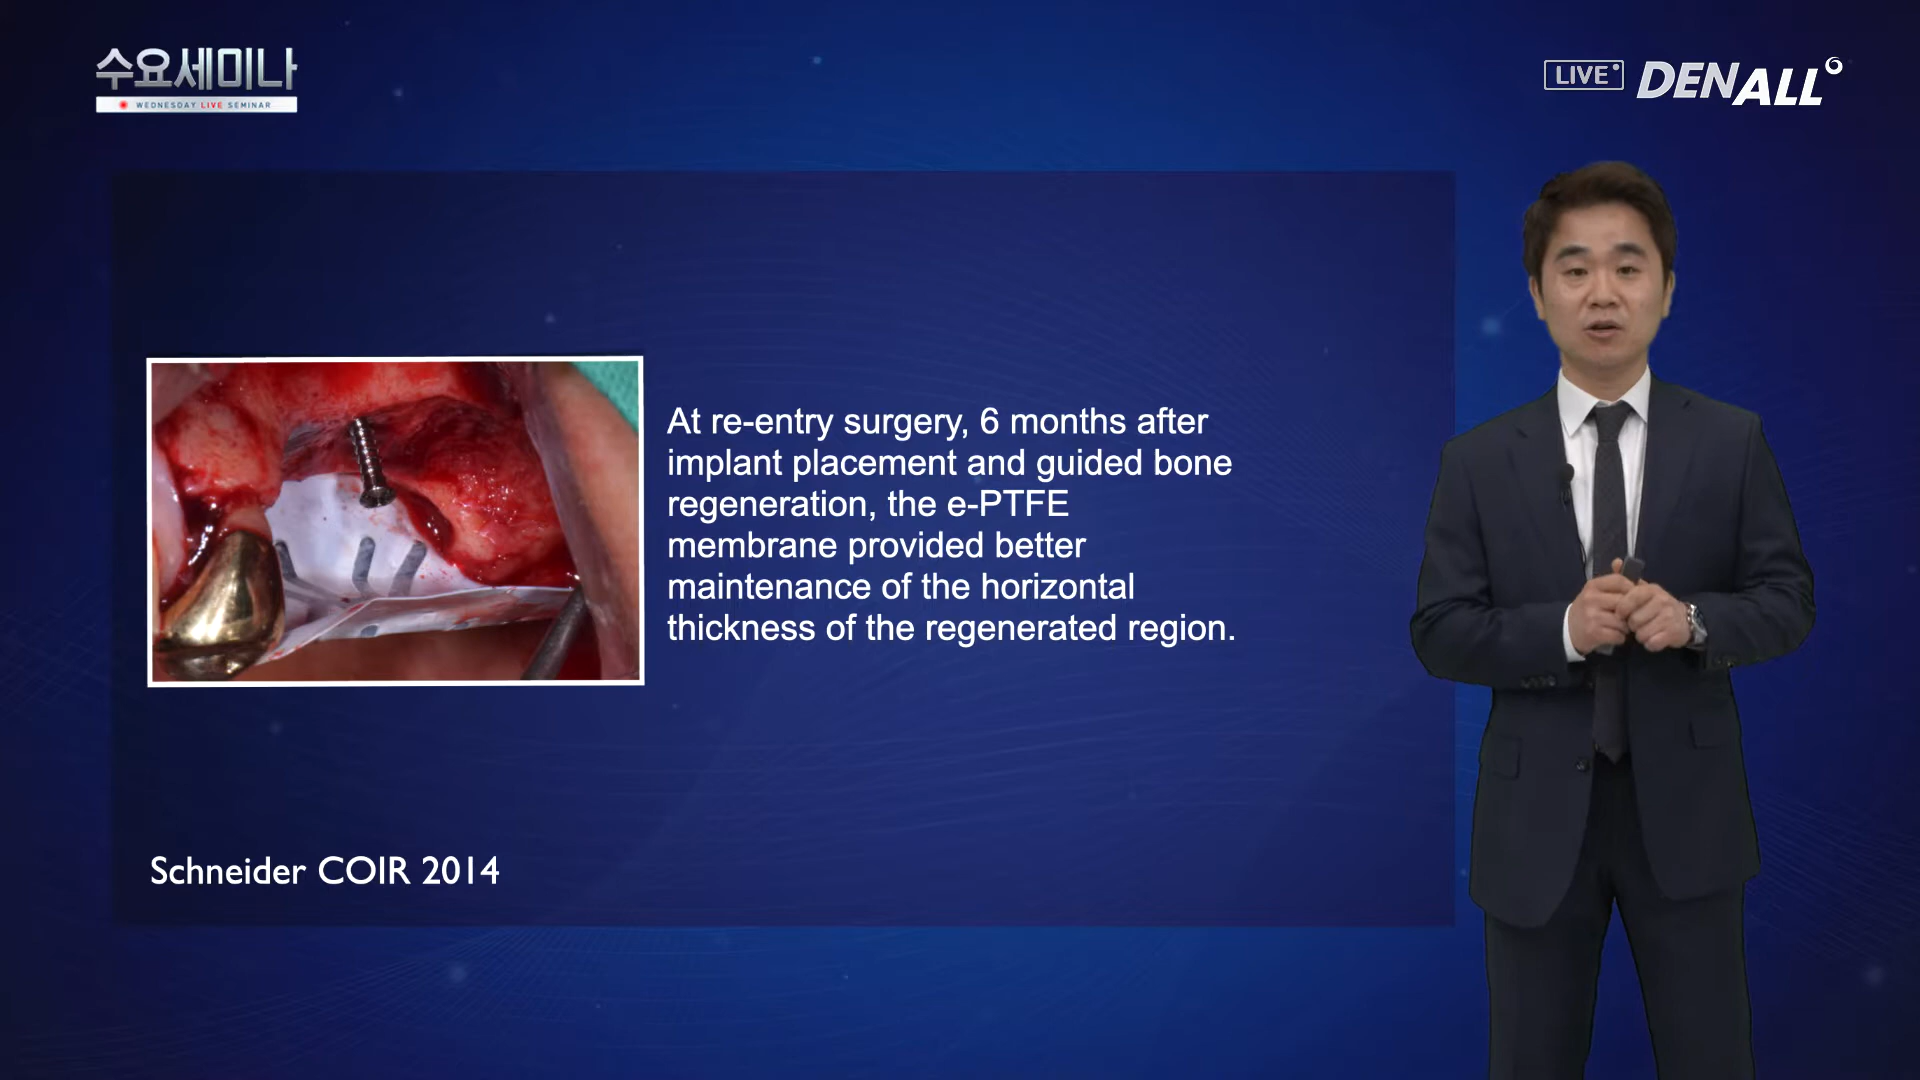 수요세미나
WEDNESDAY LIVE SEMINAR
LIVE
DENALL
At re-entry surgery, 6 months after
implant placement and guided bone
regeneration, the e-PTFE
membrane provided better
maintenance of the horizontal
thickness of the regenerated region.
Schneider COIR 2014